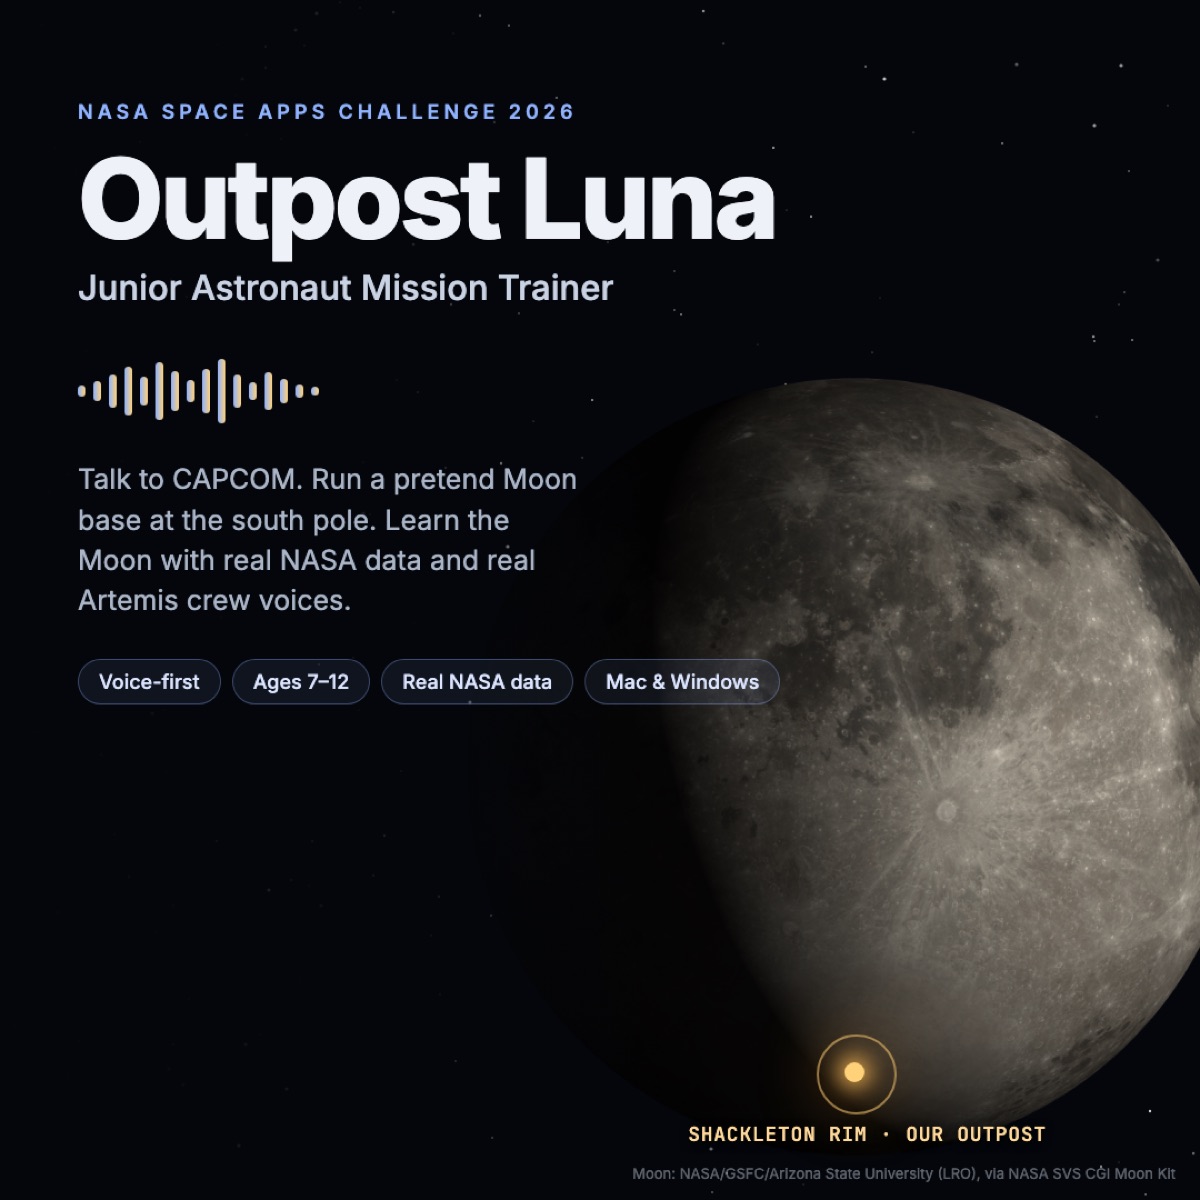 NASA SPACE APPS CHALLENGE 2026
Outpost Luna
Junior Astronaut Mission Trainer
Talk to CAPCOM. Run a pretend Moon
base at the south pole. Learn the
Moon with real NASA data and real
Artemis crew voices.
Voice-first Ages 7–12 Real NASA data Mac & Windows
SHACKLETON RIM · OUR OUTPOST
Moon: NASA/GSFC/Arizona State University (LRO), via NASA SVS CGI Moon Kit